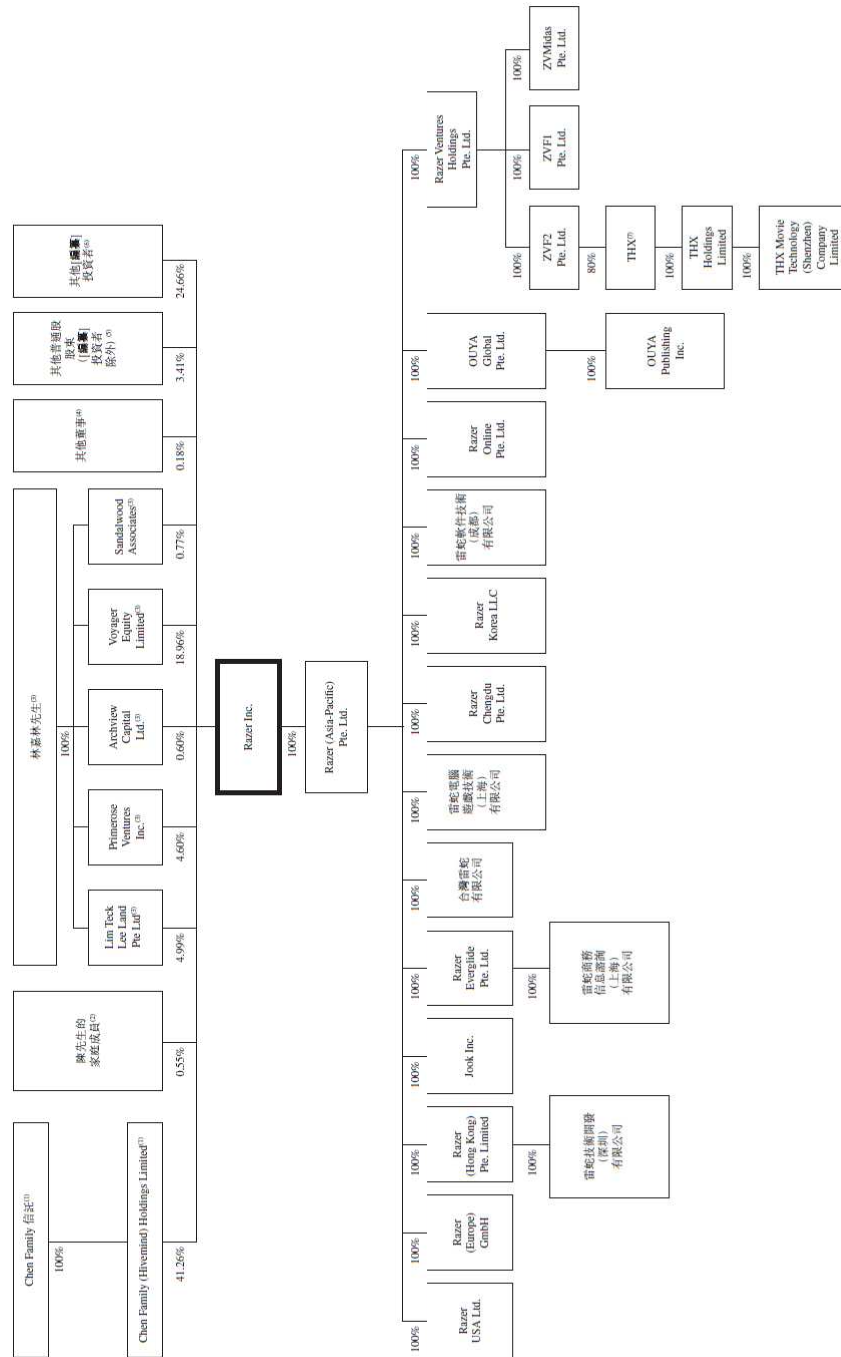 Chen Family 信託(1)
100%
Chen Family (Hivemind) Holdings Limited(1)
41.26%
陳先生的
家庭成員(2)
0.55%
林嘉林先生(3)
100%
Lim Teck
Lee Land
Pte Ltd(3)
4.99%
Primerose
Ventures
Inc.(3)
4.60%
Archview
Capital
Ltd.(3)
0.60%
Voyager
Equity
Limited(3)
18.96%
Sandalwood
Associates(3)
0.77%
其他董事(4)
0.18%
其他普通股
股東
([編纂]
投資者
除外)(5)
3.41%
其他[編纂]
投資者(6)
24.66%
Razer Inc.
100%
Razer (Asia-Pacific)
Pte. Ltd.
100%
Razer
USA Ltd.
100%
Razer
(Europe)
GmbH
100%
Razer
(Hong Kong)
Pte. Limited
100%
雷蛇技術開發
(深圳)
有限公司
100%
Jook Inc.
100%
Razer
Everglide
Pte. Ltd.
100%
雷蛇商務
信息諮詢
(上海)
有限公司
100%
台灣雷蛇
有限公司
100%
雷蛇電腦
遊戲技術
(上海)
有限公司
100%
Razer
Chengdu
Pte. Ltd.
100%
Razer
Korea LLC
100%
雷蛇軟件技術
(成都)
有限公司
100%
Razer
Online
Pte. Ltd.
100%
OUYA
Global
Pte. Ltd.
100%
OUYA
Publishing
Inc.
100%
Razer Ventures
Holdings
Pte. Ltd.
100%
ZVF2
Pte. Ltd.
80%
THX(7)
100%
THX
Holdings
Limited
100%
THX Movie
Technology
(Shenzhen)
Company
Limited
100%
ZVF1
Pte. Ltd.
100%
ZVMidas
Pte. Ltd.